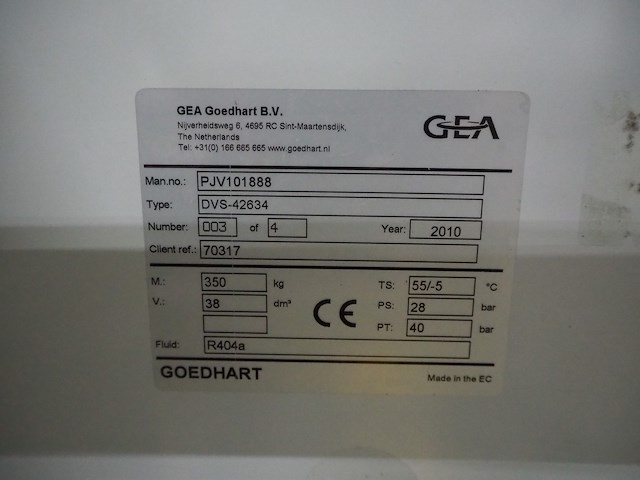 GEA Goedhart B.V.
Nijverheidsweg 6, 4695 RC Sint-Maartensdijk,
The Netherlands
Tel: +31(0) 166 665 665 www.goedhart.nl
GEA
Man.no.: PJV101888
Type: DVS-42634
Number: 003 of 4 Year: 2010
Client ref.: 70317
M.: 350 kg TS: 55/-5 °C
V.: 38 dm³ PS: 28 bar
CE
PT: 40 bar
Fluid: R404a
GOEDHART Made in the EC